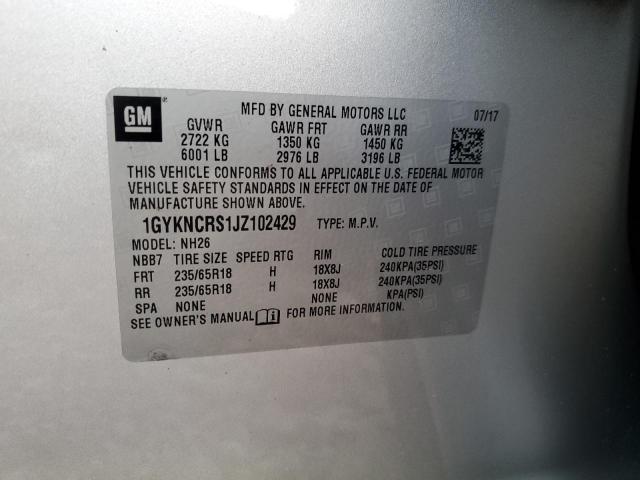 GM ®
MFD BY GENERAL MOTORS LLC 07/17
GVWR GAWR FRT GAWR RR
2722 KG 1350 KG 1450 KG
6001 LB 2976 LB 3196 LB
THIS VEHICLE CONFORMS TO ALL APPLICABLE U.S. FEDERAL MOTOR
VEHICLE SAFETY STANDARDS IN EFFECT ON THE DATE OF
MANUFACTURE SHOWN ABOVE.
1GYKNCRS1JZ102429 TYPE: M.P.V.
MODEL: NH26
NBB7 TIRE SIZE SPEED RTG RIM COLD TIRE PRESSURE
FRT 235/65R18 H 18X8J 240KPA(35PSI)
RR 235/65R18 H 18X8J 240KPA(35PSI)
SPA NONE NONE KPA(PSI)
SEE OWNER'S MANUAL FOR MORE INFORMATION.